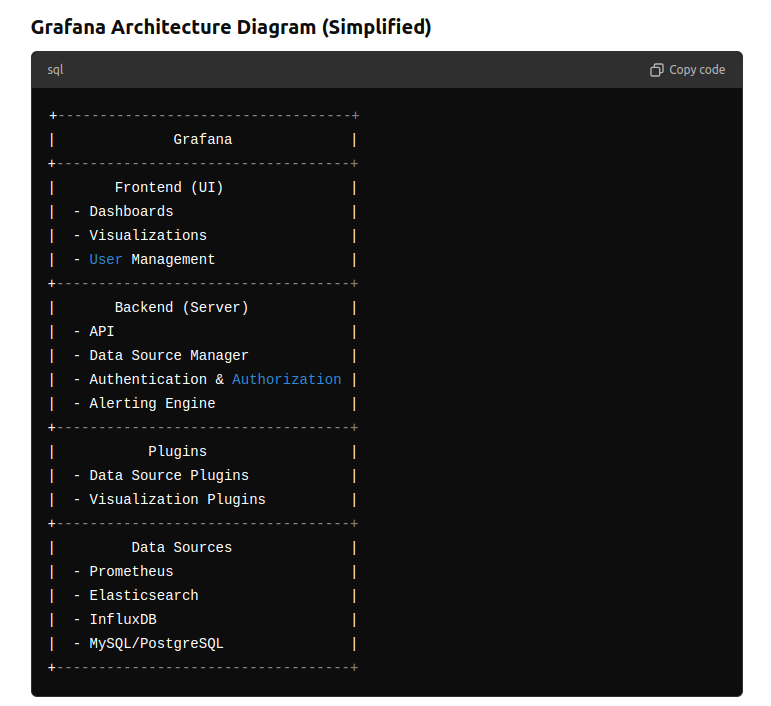 Grafana Architecture Diagram (Simplified)
sql Copy code
+-----------------------------------+
|              Grafana              |
+-----------------------------------+
|       Frontend (UI)               |
|  - Dashboards                     |
|  - Visualizations                 |
|  - User Management                |
+-----------------------------------+
|       Backend (Server)            |
|  - API                            |
|  - Data Source Manager            |
|  - Authentication & Authorization |
|  - Alerting Engine                |
+-----------------------------------+
|           Plugins                 |
|  - Data Source Plugins            |
|  - Visualization Plugins          |
+-----------------------------------+
|         Data Sources              |
|  - Prometheus                     |
|  - Elasticsearch                  |
|  - InfluxDB                       |
|  - MySQL/PostgreSQL               |
+-----------------------------------+